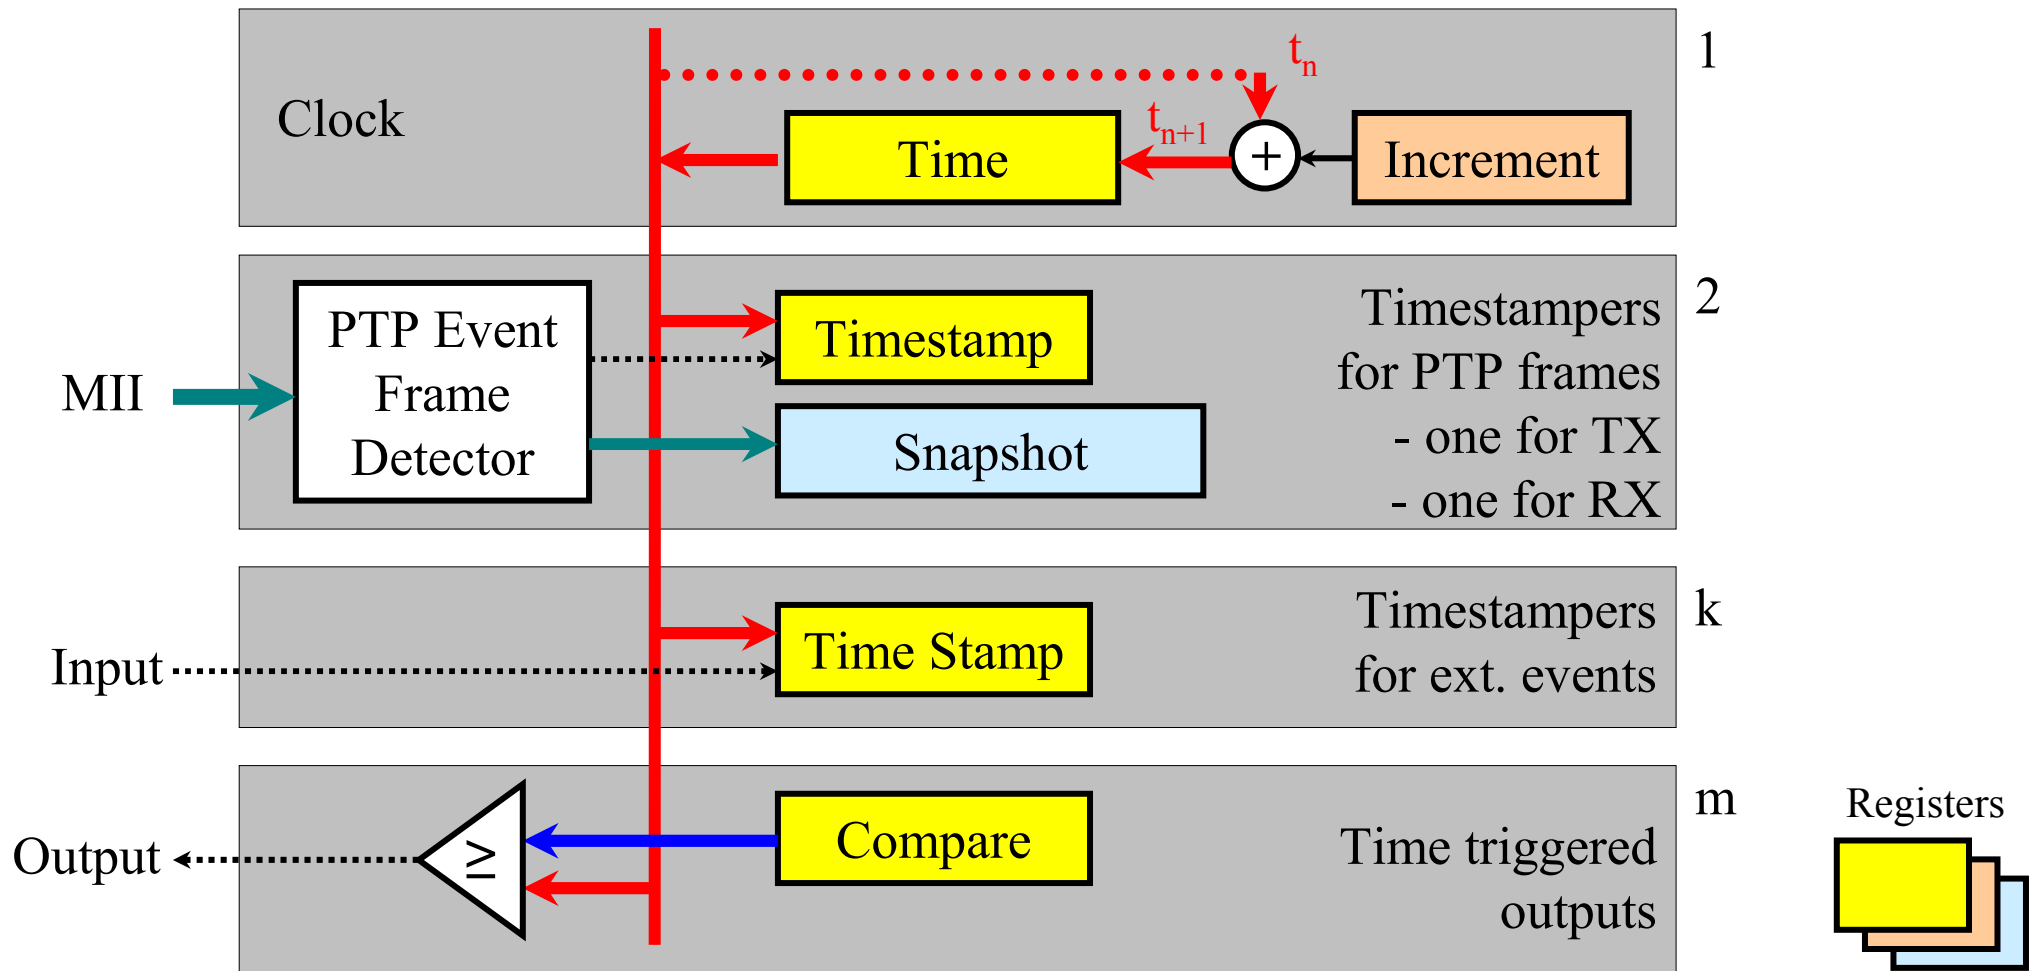 1
Clock
tn
tn+1
Time
+
Increment
2
MII
PTP Event
Frame
Detector
Timestamp
Snapshot
Timestampers
for PTP frames
- one for TX
- one for RX
k
Input
Time Stamp
Timestampers
for ext. events
m
Output
≥
Compare
Time triggered
outputs
Registers